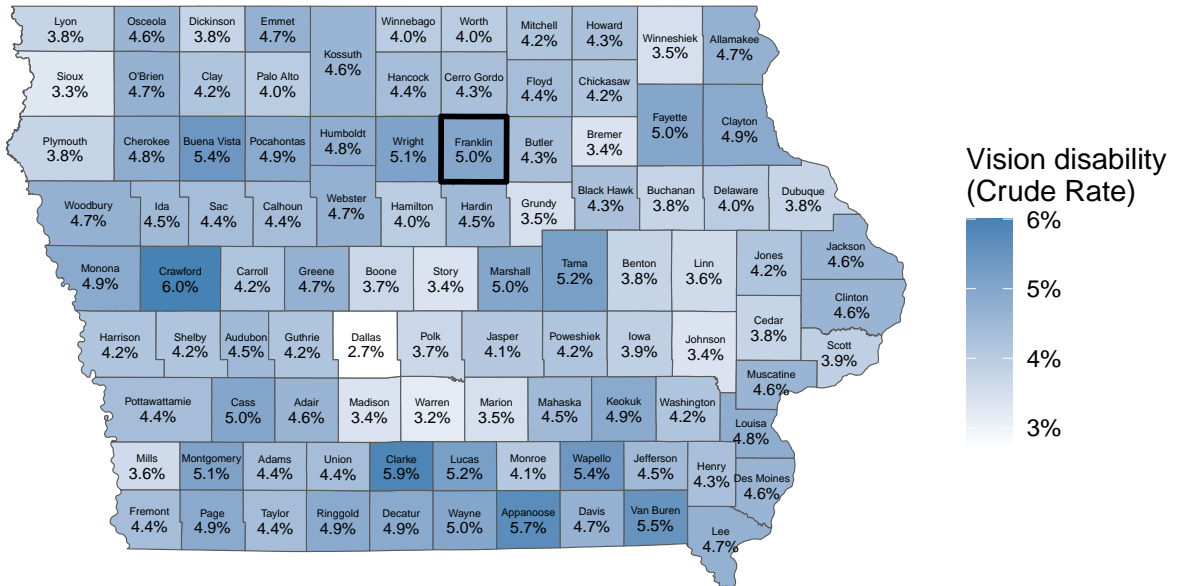 Lyon
3.8%
Osceola
4.6%
Dickinson
3.8%
Emmet
4.7%
Kossuth
4.6%
Winnebago
4.0%
Worth
4.0%
Mitchell
4.2%
Howard
4.3%
Winneshiek
3.5%
Allamakee
4.7%
Sioux
3.3%
O'Brien
4.7%
Clay
4.2%
Palo Alto
4.0%
Hancock
4.4%
Cerro Gordo
4.3%
Floyd
4.4%
Chickasaw
4.2%
Fayette
5.0%
Clayton
4.9%
Plymouth
3.8%
Cherokee
4.8%
Buena Vista
5.4%
Pocahontas
4.9%
Humboldt
4.8%
Wright
5.1%
Franklin
5.0%
Butler
4.3%
Bremer
3.4%
Woodbury
4.7%
Ida
4.5%
Sac
4.4%
Calhoun
4.4%
Webster
4.7%
Hamilton
4.0%
Hardin
4.5%
Grundy
3.5%
Black Hawk
4.3%
Buchanan
3.8%
Delaware
4.0%
Dubuque
3.8%
Monona
4.9%
Crawford
6.0%
Carroll
4.2%
Greene
4.7%
Boone
3.7%
Story
3.4%
Marshall
5.0%
Tama
5.2%
Benton
3.8%
Linn
3.6%
Jones
4.2%
Jackson
4.6%
Clinton
4.6%
Harrison
4.2%
Shelby
4.2%
Audubon
4.5%
Guthrie
4.2%
Dallas
2.7%
Polk
3.7%
Jasper
4.1%
Poweshiek
4.2%
Iowa
3.9%
Johnson
3.4%
Cedar
3.8%
Scott
3.9%
Muscatine
4.6%
Pottawattamie
4.4%
Cass
5.0%
Adair
4.6%
Madison
3.4%
Warren
3.2%
Marion
3.5%
Mahaska
4.5%
Keokuk
4.9%
Washington
4.2%
Louisa
4.8%
Mills
3.6%
Montgomery
5.1%
Adams
4.4%
Union
4.4%
Clarke
5.9%
Lucas
5.2%
Monroe
4.1%
Wapello
5.4%
Jefferson
4.5%
Henry
4.3%
Des Moines
4.6%
Fremont
4.4%
Page
4.9%
Taylor
4.4%
Ringgold
4.9%
Decatur
4.9%
Wayne
5.0%
Appanoose
5.7%
Davis
4.7%
Van Buren
5.5%
Lee
4.7%
Vision disability
(Crude Rate)
6%
5%
4%
3%